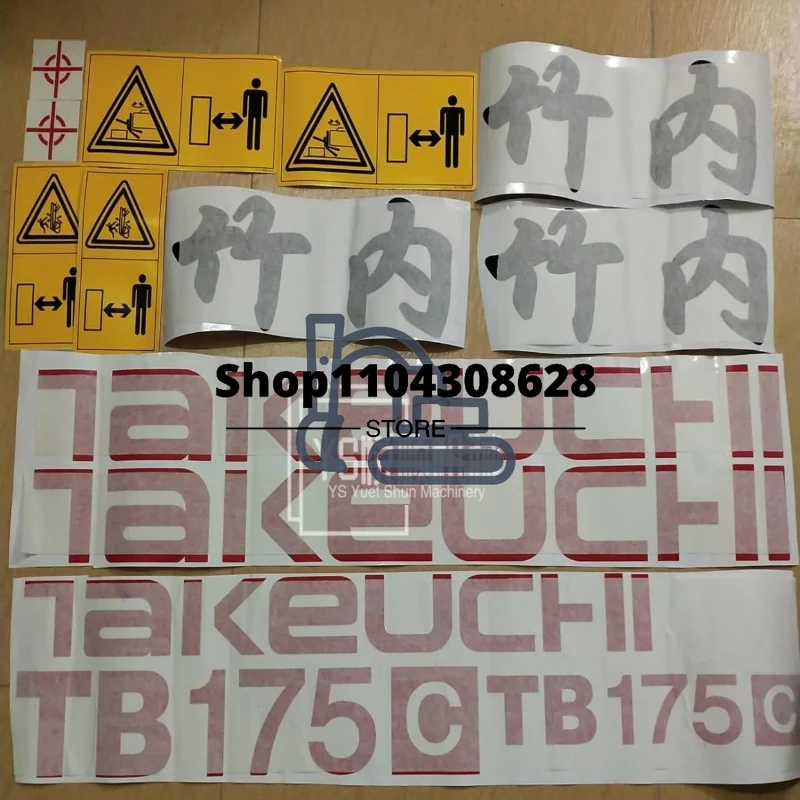 竹内
竹内
竹内
Shop1104308628
STORE
TAKEUCHI
YS Yuet Shun Machinery
TAKEUCHI
TAKEUCHI
TB175C TB175C